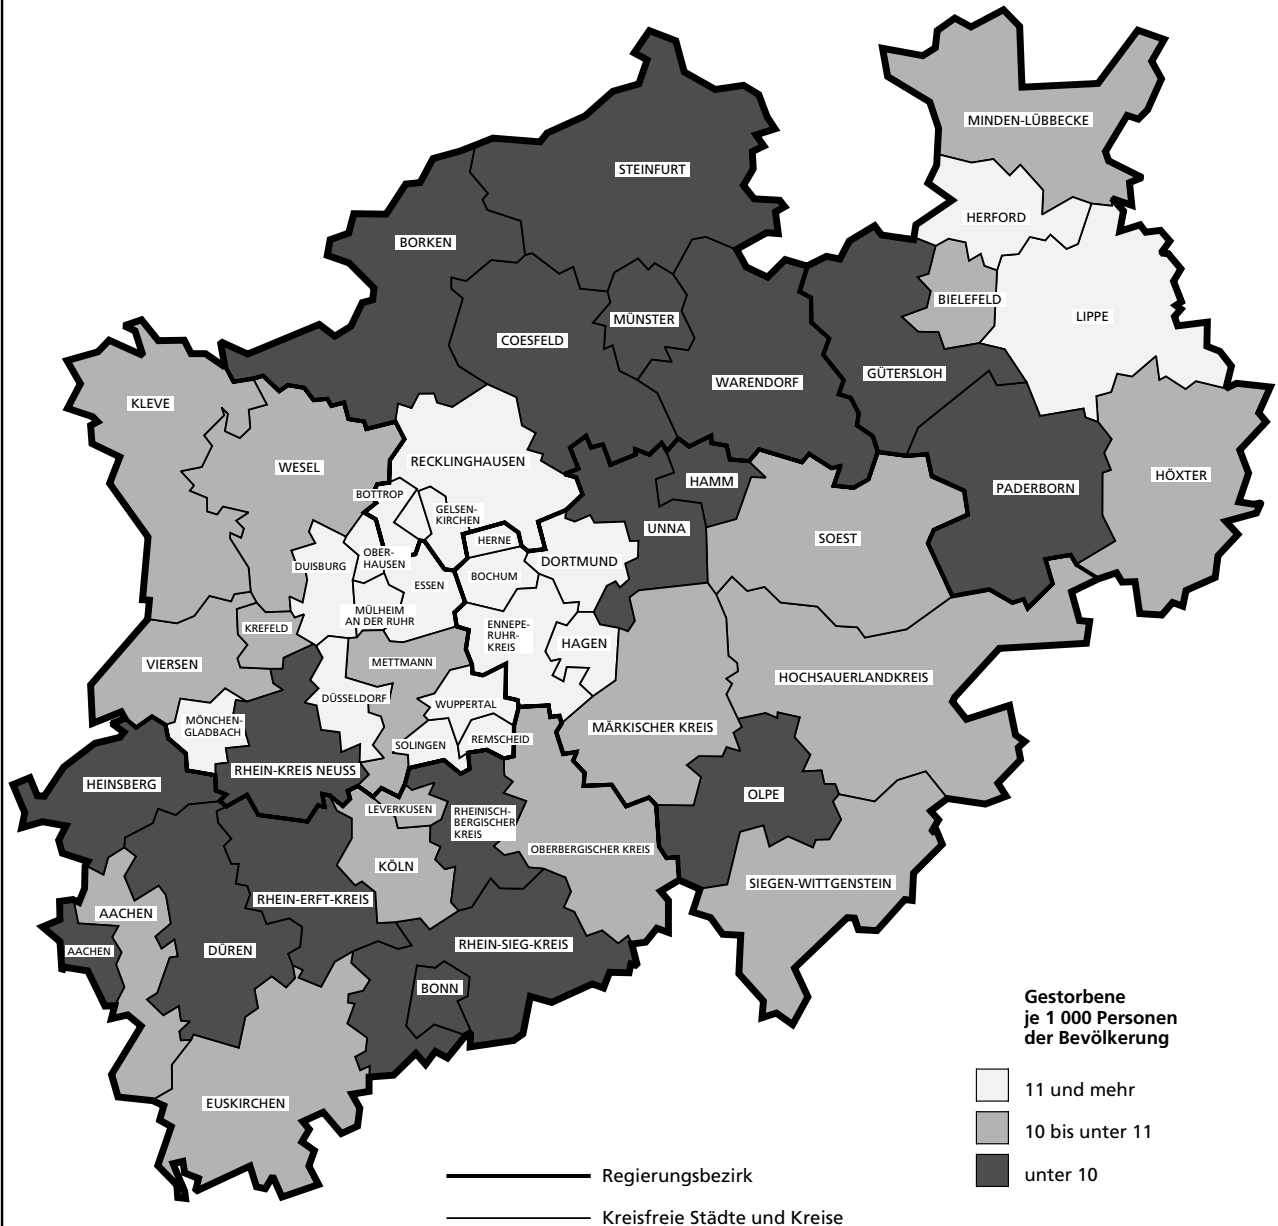 MINDEN-LÜBBECKE
STEINFURT
HERFORD
BORKEN
BIELEFELD
LIPPE
MÜNSTER
COESFELD
GÜTERSLOH
WARENDORF
KLEVE
RECKLINGHAUSEN
WESEL
HÖXTER
HAMM
PADERBORN
BOTTROP
GELSEN-
KIRCHEN
UNNA
SOEST
HERNE
OBER-
HAUSEN
DORTMUND
DUISBURG
BOCHUM
ESSEN
MÜLHEIM
AN DER RUHR
KREFELD
ENNEPE-
RUHR-
KREIS
HAGEN
VIERSEN
METTMANN
HOCHSAUERLANDKREIS
DÜSSELDORF
WUPPERTAL
MÖNCHEN-
GLADBACH
MÄRKISCHER KREIS
SOLINGEN
REMSCHEID
RHEIN-KREIS NEUSS
HEINSBERG
OLPE
LEVERKUSEN
RHEINISCH-
BERGISCHER
KREIS
OBERBERGISCHER KREIS
KÖLN
SIEGEN-WITTGENSTEIN
RHEIN-ERFT-KREIS
AACHEN
RHEIN-SIEG-KREIS
AACHEN
DÜREN
BONN
EUSKIRCHEN
Gestorbene
je 1 000 Personen
der Bevölkerung
11 und mehr
10 bis unter 11
unter 10
Regierungsbezirk
Kreisfreie Städte und Kreise